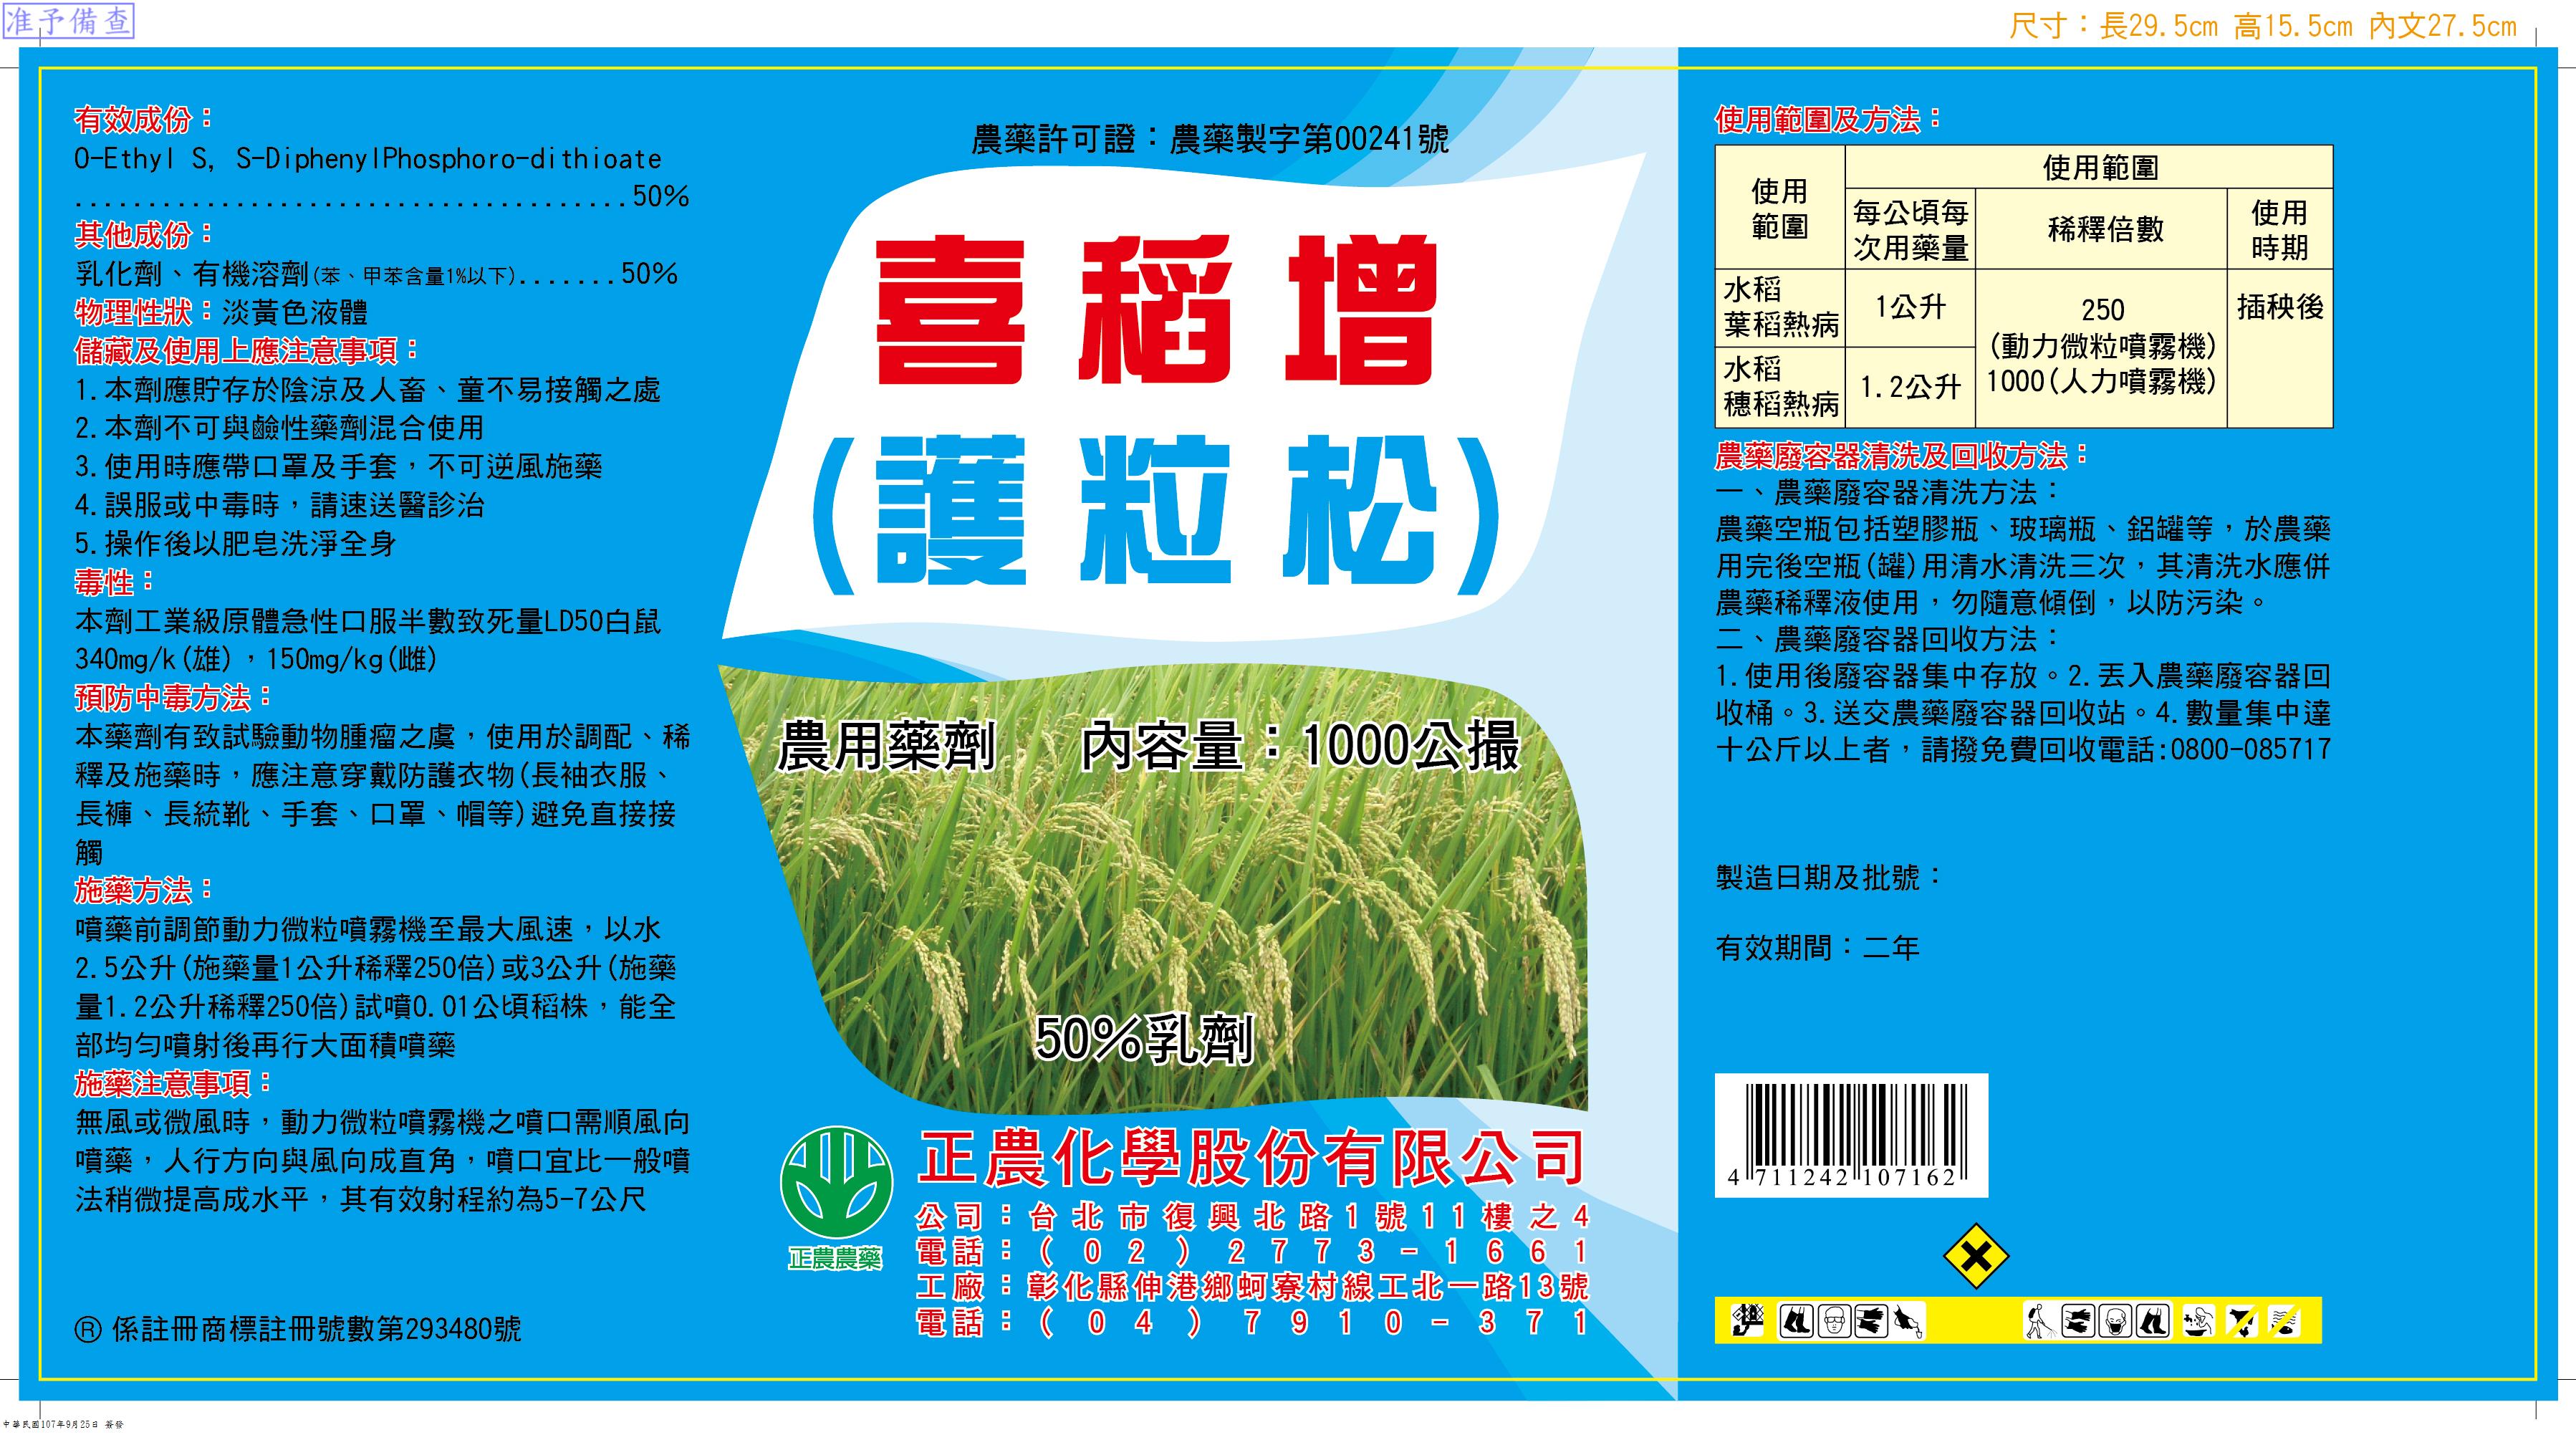 准予備查
尺寸：長29.5cm 高15.5cm 內文27.5cm
有效成份：
O-Ethyl S, S-DiphenylPhosphoro-dithioate
......................................50%
其他成份：
乳化劑、有機溶劑(苯、甲苯含量1%以下).......50%
物理性狀：淡黃色液體
儲藏及使用上應注意事項：
1.本劑應貯存於陰涼及人畜、童不易接觸之處
2.本劑不可與鹼性藥劑混合使用
3.使用時應帶口罩及手套，不可逆風施藥
4.誤服或中毒時，請速送醫診治
5.操作後以肥皂洗淨全身
毒性：
本劑工業級原體急性口服半數致死量LD50白鼠
340mg/k(雄)，150mg/kg(雌)
預防中毒方法：
本藥劑有致試驗動物腫瘤之虞，使用於調配、稀
釋及施藥時，應注意穿戴防護衣物(長袖衣服、
長褲、長統靴、手套、口罩、帽等)避免直接接
觸
施藥方法：
噴藥前調節動力微粒噴霧機至最大風速，以水
2.5公升(施藥量1公升稀釋250倍)或3公升(施藥
量1.2公升稀釋250倍)試噴0.01公頃稻株，能全
部均勻噴射後再行大面積噴藥
施藥注意事項：
無風或微風時，動力微粒噴霧機之噴口需順風向
噴藥，人行方向與風向成直角，噴口宜比一般噴
法稍微提高成水平，其有效射程約為5-7公尺
Ⓡ 係註冊商標註冊號數第293480號
農藥許可證：農藥製字第00241號
喜稻增
(護粒松)
農用藥劑 內容量：1000公撮
50%乳劑
正農農藥
正農化學股份有限公司
公司：台北市復興北路1號11樓之4
電話：(02)2773-1661
工廠：彰化縣伸港鄉蚵寮村線工北一路13號
電話：(04)7910-371
使用範圍及方法：
使用
範圍
使用範圍
每公頃每
次用藥量
稀釋倍數
使用
時期
水稻
葉稻熱病
1公升
250
(動力微粒噴霧機)
1000(人力噴霧機)
插秧後
水稻
穗稻熱病
1.2公升
農藥廢容器清洗及回收方法：
一、農藥廢容器清洗方法：
農藥空瓶包括塑膠瓶、玻璃瓶、鋁罐等，於農藥
用完後空瓶(罐)用清水清洗三次，其清洗水應併
農藥稀釋液使用，勿隨意傾倒，以防污染。
二、農藥廢容器回收方法：
1.使用後廢容器集中存放。2.丟入農藥廢容器回
收桶。3.送交農藥廢容器回收站。4.數量集中達
十公斤以上者，請撥免費回收電話:0800-085717
製造日期及批號：
有效期間：二年
4 711242 107162
中華民國107年9月25日 簽發